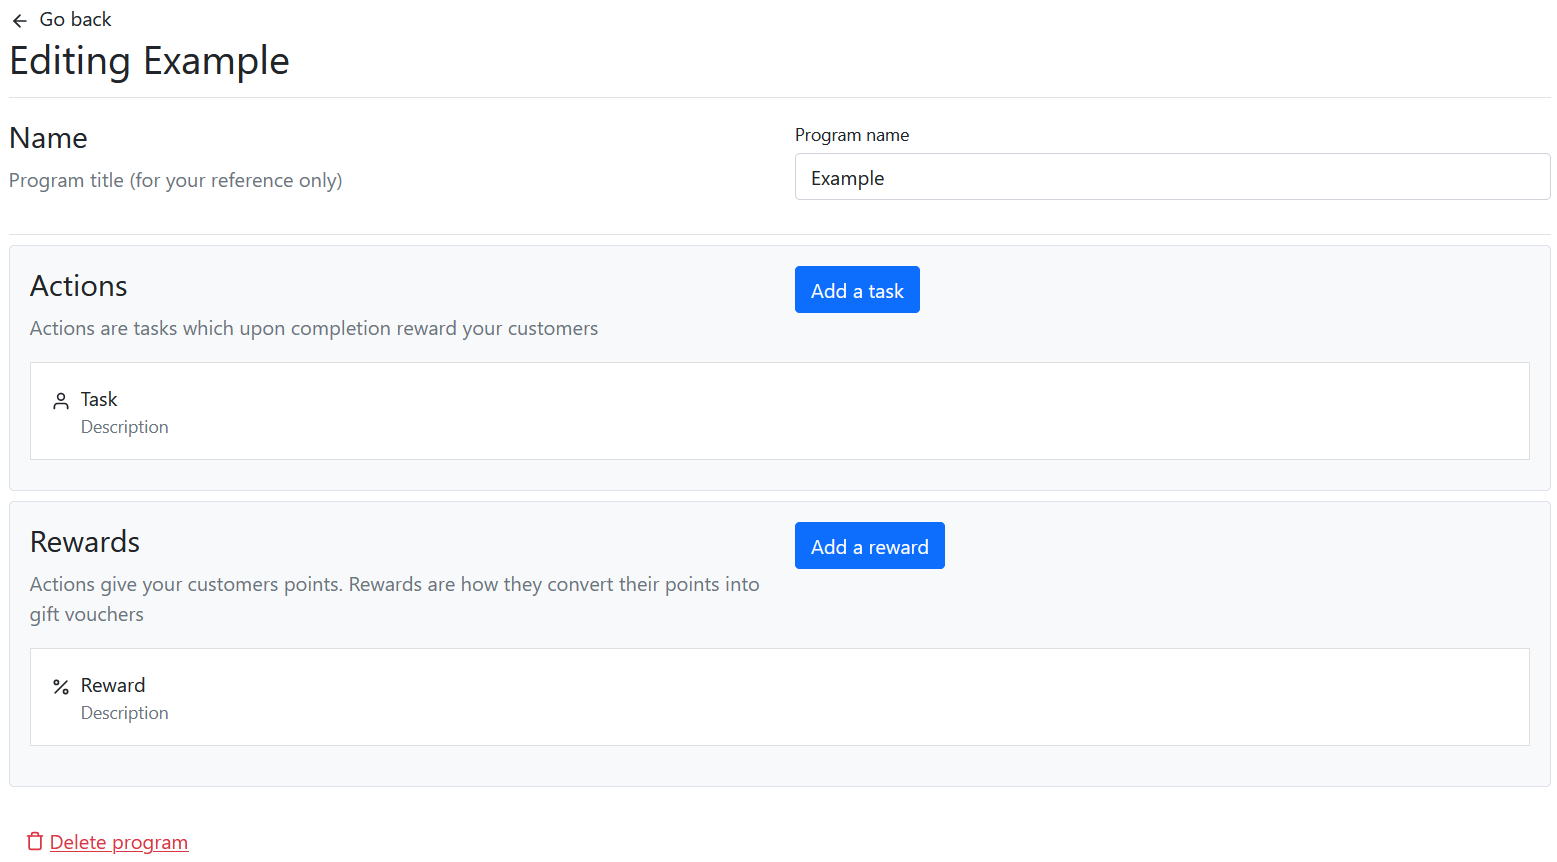 Go back
Editing Example
Name
Program title (for your reference only)
Program name
Example
Actions
Actions are tasks which upon completion reward your customers
Add a task
Task
Description
Rewards
Actions give your customers points. Rewards are how they convert their points into
gift vouchers
Add a reward
Reward
Description
Delete program